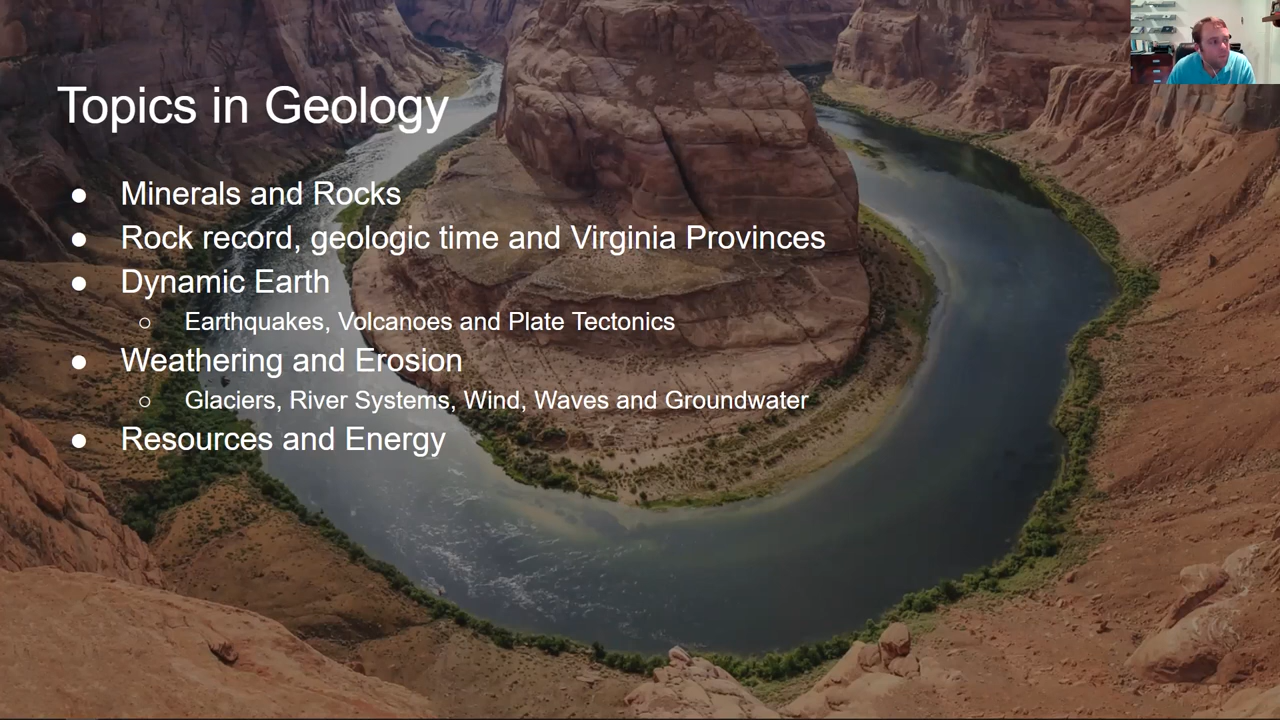 Topics in Geology
● Minerals and Rocks
● Rock record, geologic time and Virginia Provinces
● Dynamic Earth
○ Earthquakes, Volcanoes and Plate Tectonics
● Weathering and Erosion
○ Glaciers, River Systems, Wind, Waves and Groundwater
● Resources and Energy